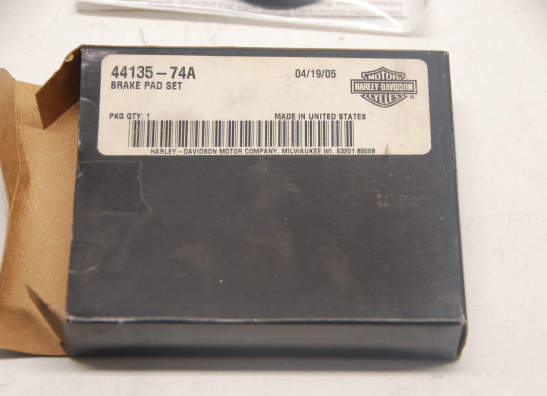 44135-74A 04/19/05
BRAKE PAD SET
MOTOR
HARLEY-DAVIDSON
CYCLES
®
PKG QTY: 1 MADE IN UNITED STATES
HARLEY-DAVIDSON MOTOR COMPANY, MILWAUKEE WI. 53201 85009